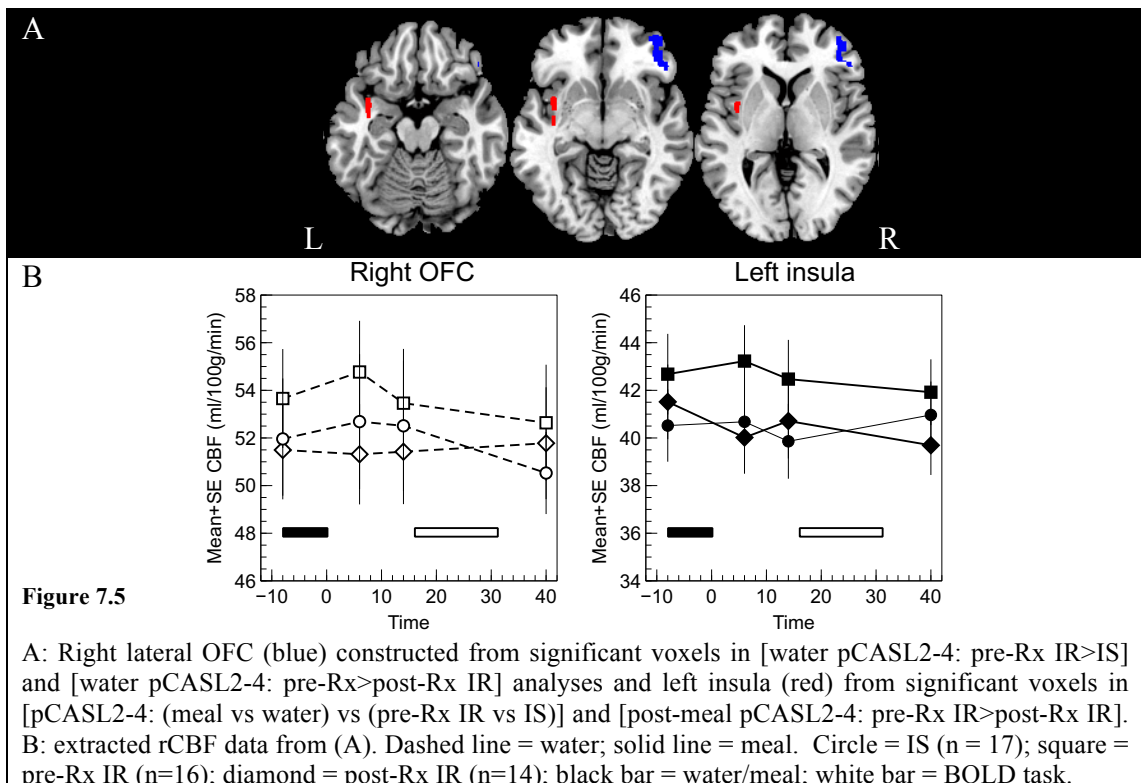 A
L
R
B
Right OFC
Left insula
Mean+SE CBF (ml/100g/min)
58
56
54
52
50
48
46
−10 0 10 20 30 40
Time
Mean+SE CBF (ml/100g/min)
46
44
42
40
38
36
34
−10 0 10 20 30 40
Time
Figure 7.5
A: Right lateral OFC (blue) constructed from significant voxels in [water pCASL2-4: pre-Rx IR>IS]
and [water pCASL2-4: pre-Rx>post-Rx IR] analyses and left insula (red) from significant voxels in
[pCASL2-4: (meal vs water) vs (pre-Rx IR vs IS)] and [post-meal pCASL2-4: pre-Rx IR>post-Rx IR].
B: extracted rCBF data from (A). Dashed line = water; solid line = meal. Circle = IS (n = 17); square =
pre-Rx IR (n=16); diamond = post-Rx IR (n=14); black bar = water/meal; white bar = BOLD task.